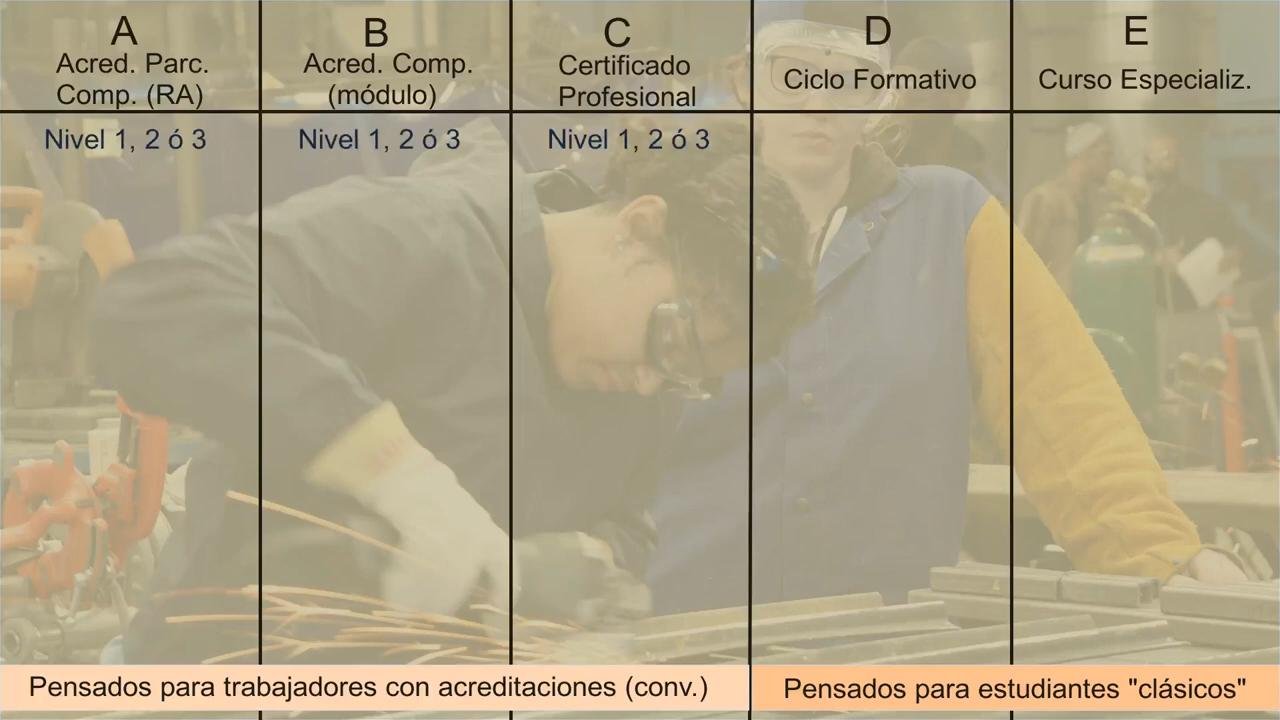 A
Acred. Parc.
Comp. (RA)
B
Acred. Comp.
(módulo)
C
Certificado
Profesional
D
Ciclo Formativo
E
Curso Especializ.
Nivel 1, 2 ó 3
Nivel 1, 2 ó 3
Nivel 1, 2 ó 3
Pensados para trabajadores con acreditaciones (conv.)
Pensados para estudiantes "clásicos"